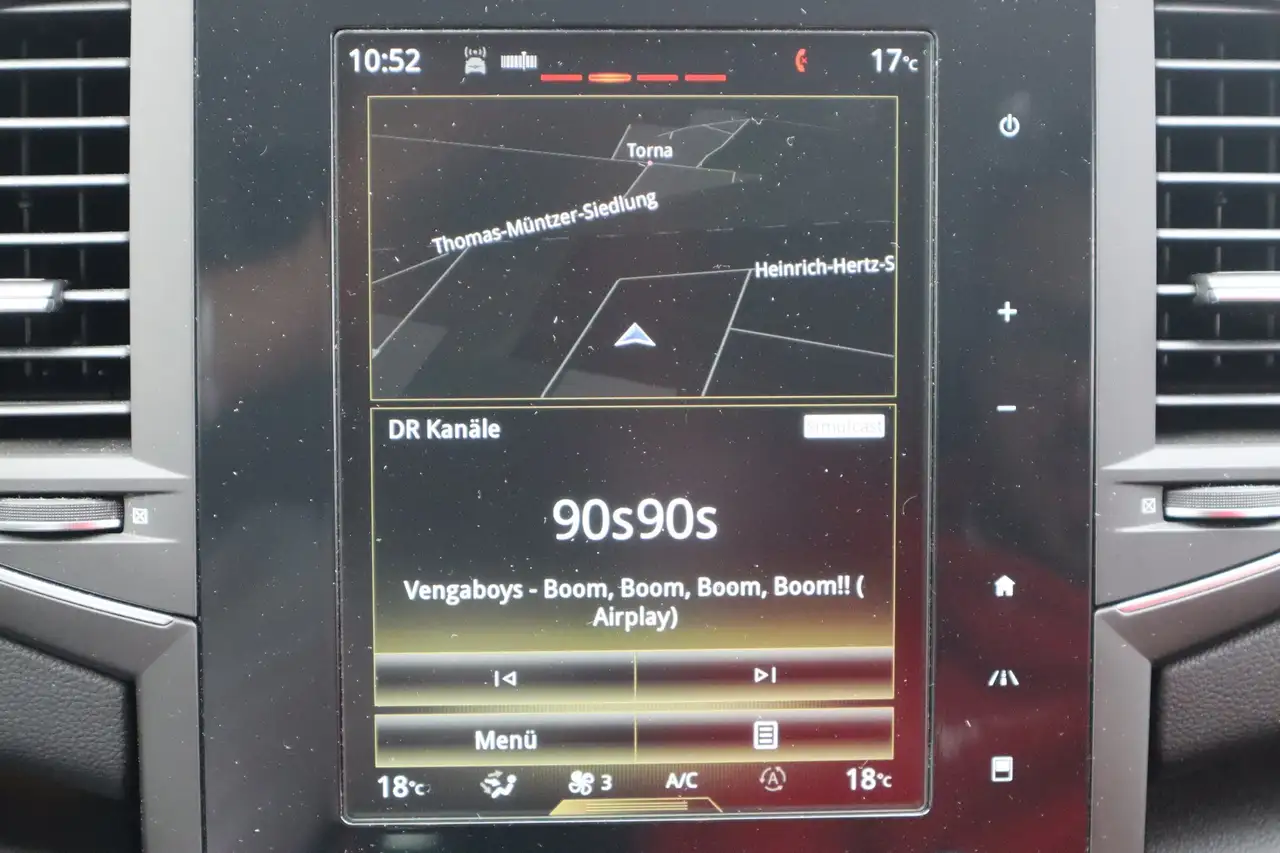 10:52
17°C
Torna
Thomas-Müntzer-Siedlung
Heinrich-Hertz-S
DR Kanäle
Simulcast
90s90s
Vengaboys - Boom, Boom, Boom, Boom!! (
Airplay)
Menü
18°C
3
A/C
A
18°C